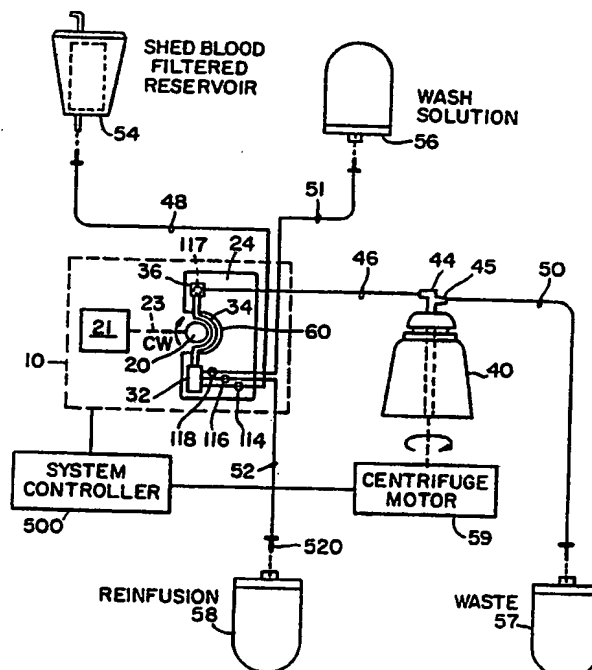 SHED BLOOD
FILTERED
RESERVOIR
54
WASH
SOLUTION
56
48
51
117
24
36
34
46
44
45
50
23
21
CW
20
60
10
40
32
118 116 114
52
SYSTEM
CONTROLLER
500
CENTRIFUGE
MOTOR
59
520
REINFUSION
58
WASTE
57